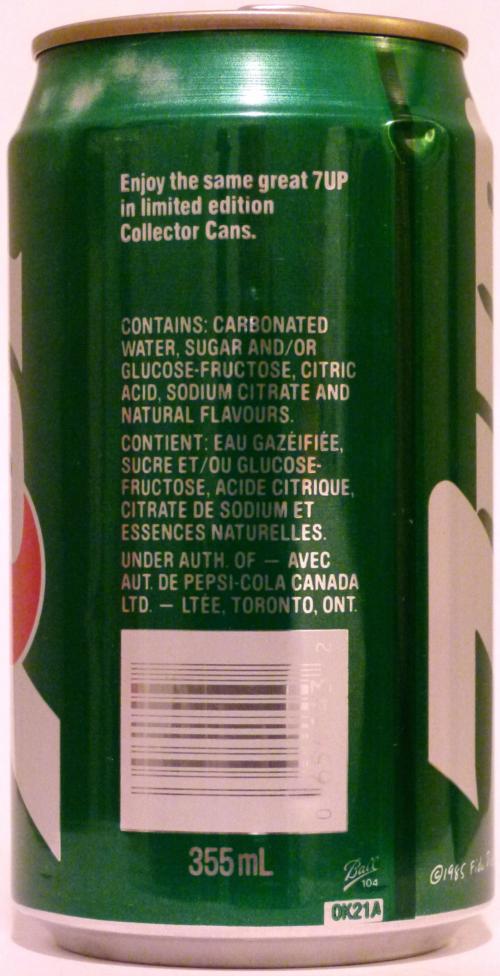 Enjoy the same great 7UP
in limited edition
Collector Cans.
CONTAINS: CARBONATED
WATER, SUGAR AND/OR
GLUCOSE-FRUCTOSE, CITRIC
ACID, SODIUM CITRATE AND
NATURAL FLAVOURS.
CONTIENT: EAU GAZÉIFIÉE,
SUCRE ET/OU GLUCOSE-
FRUCTOSE, ACIDE CITRIQUE,
CITRATE DE SODIUM ET
ESSENCES NATURELLES.
UNDER AUTH. OF — AVEC
AUT. DE PEPSI-COLA CANADA
LTD. — LTÉE, TORONTO, ONT.
355 mL
Ball
104
OK21A
©1985